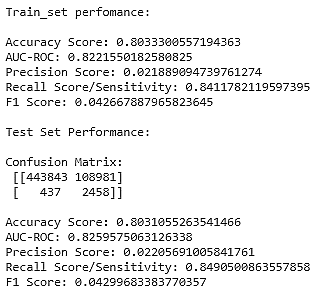 Train_set perfomance:
Accuracy Score: 0.8033300557194363
AUC-ROC: 0.8221550182580825
Precision Score: 0.021889094739761274
Recall Score/Sensitivity: 0.8411782119597395
F1 Score: 0.042667887965823645
Test Set Performance:
Confusion Matrix:
[[443843 108981]
[ 437 2458]]
Accuracy Score: 0.8031055263541466
AUC-ROC: 0.8259575063126338
Precision Score: 0.02205691005841761
Recall Score/Sensitivity: 0.8490500863557858
F1 Score: 0.04299683383770357